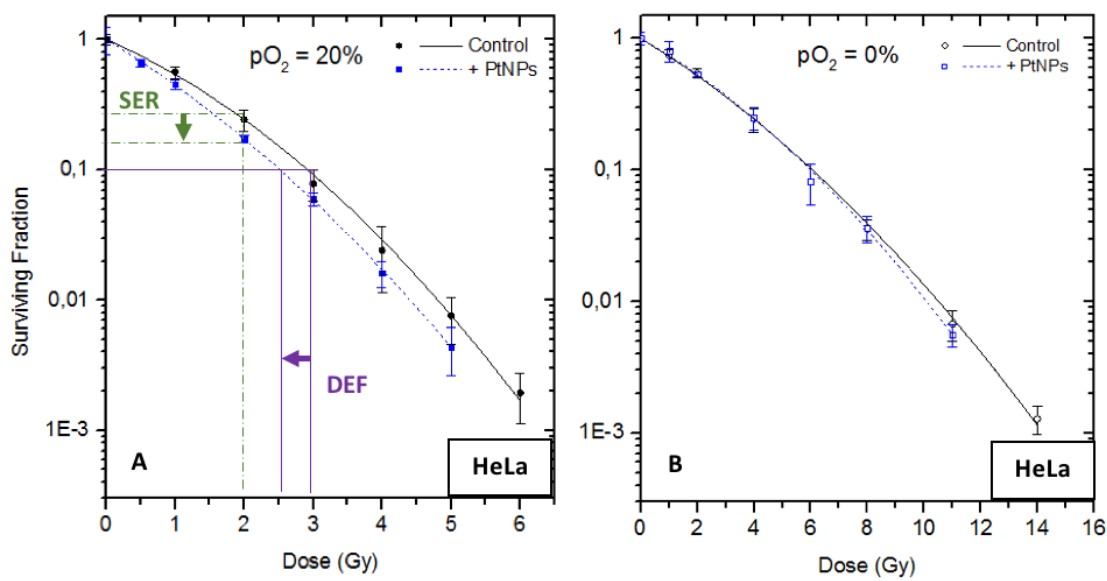 Surviving Fraction
1
0,1
0,01
1E-3
pO2 = 20%
Control
+ PtNPs
SER
DEF
A
HeLa
0 1 2 3 4 5 6
Dose (Gy)
1
0,1
0,01
1E-3
pO2 = 0%
Control
+ PtNPs
B
HeLa
0 2 4 6 8 10 12 14 16
Dose (Gy)